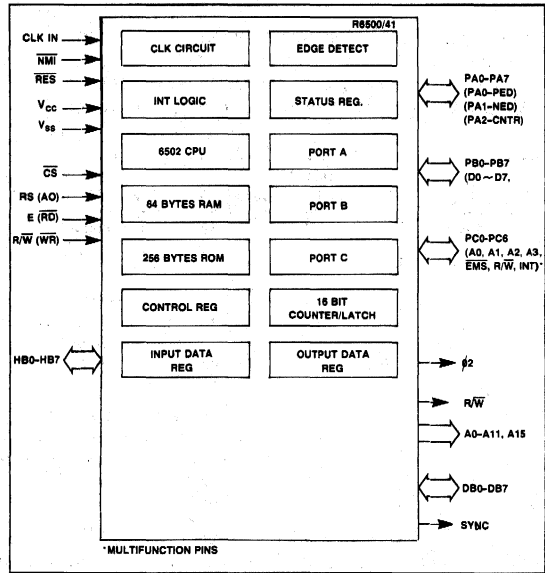 R6500/41
CLK IN
NMI
RES
VCC
VSS
CS
RS (AO)
E (RD)
R/W (WR)
HB0-HB7
CLK CIRCUIT
EDGE DETECT
INT LOGIC
STATUS REG.
6502 CPU
PORT A
64 BYTES RAM
PORT B
256 BYTES ROM
PORT C
CONTROL REG
16 BIT
COUNTER/LATCH
INPUT DATA
REG
OUTPUT DATA
REG
PA0-PA7
(PA0-PED)
(PA1-NED)
(PA2-CNTR)
PB0-PB7
(D0~D7,
PC0-PC6
(A0, A1, A2, A3,
EMS, R/W, INT)*
ϕ2
R/W
A0-A11, A15
DB0-DB7
SYNC
*MULTIFUNCTION PINS